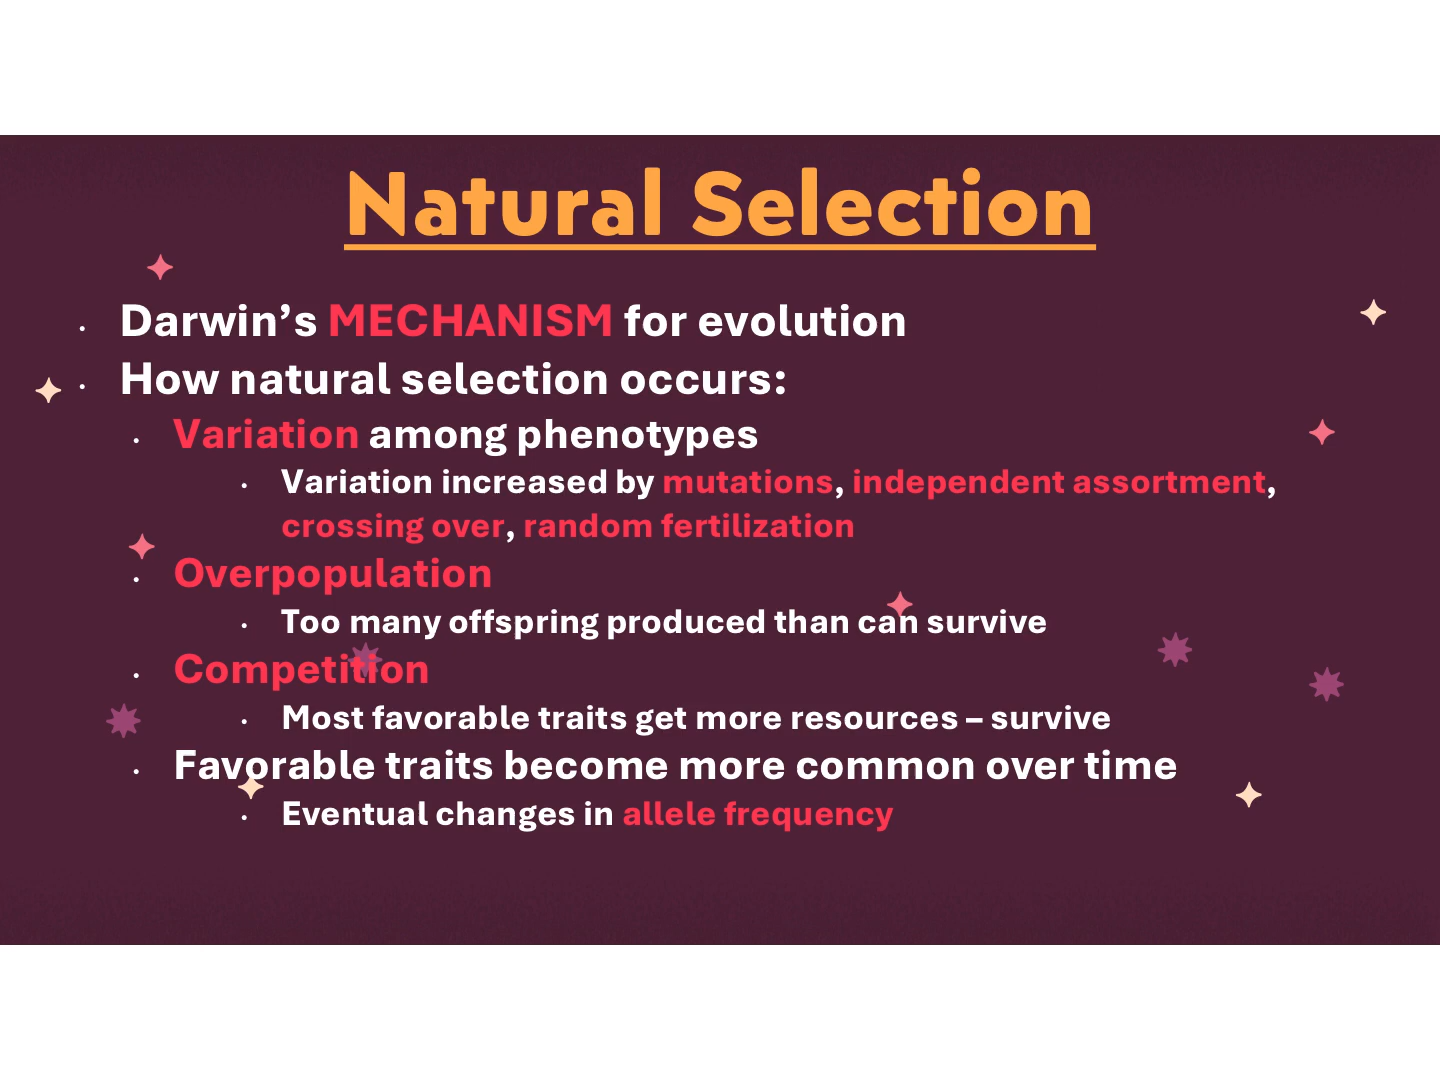 Natural Selection
• Darwin’s MECHANISM for evolution
• How natural selection occurs:
• Variation among phenotypes
• Variation increased by mutations, independent assortment,
crossing over, random fertilization
• Overpopulation
• Too many offspring produced than can survive
• Competition
• Most favorable traits get more resources – survive
• Favorable traits become more common over time
• Eventual changes in allele frequency